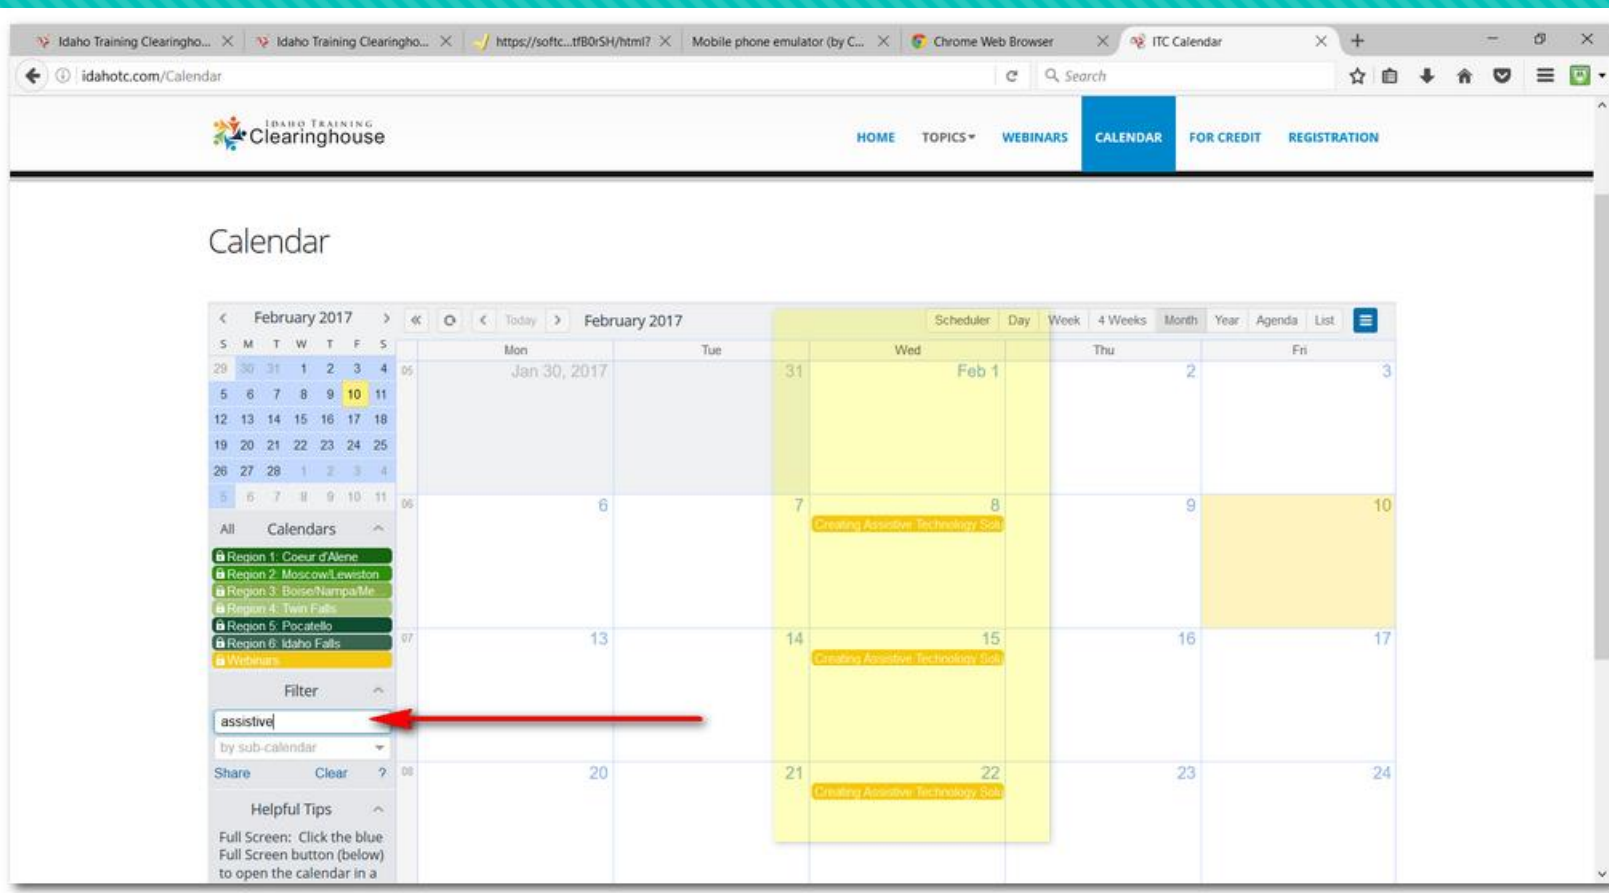 Idaho Training Clearingho...
Idaho Training Clearingho...
https://softc...tfB0rSH/html?
Mobile phone emulator (by C...
Chrome Web Browser
ITC Calendar
idahotc.com/Calendar
Search
IDAHO TRAINING
Clearinghouse
HOME TOPICS WEBINARS CALENDAR FOR CREDIT REGISTRATION
Calendar
February 2017
Today February 2017 Scheduler Day Week 4 Weeks Month Year Agenda List
S M T W T F S
29 30 31 1 2 3 4
5 6 7 8 9 10 11
12 13 14 15 16 17 18
19 20 21 22 23 24 25
26 27 28 1 2 3 4
5 6 7 8 9 10 11
All Calendars
Region 1: Coeur d'Alene
Region 2: Moscow/Lewiston
Region 3: Boise/Nampa/Me
Region 4: Twin Falls
Region 5: Pocatello
Region 6: Idaho Falls
Webinars
Filter
assistive
by sub-calendar
Share Clear ?
Helpful Tips
Full Screen: Click the blue
Full Screen button (below)
to open the calendar in a
Mon Tue Wed Thu Fri
05 Jan 30, 2017 31 Feb 1 2 3
06 6 7 8 9 10
Creating Assistive Technology Solu
07 13 14 15 16 17
Creating Assistive Technology Solu
08 20 21 22 23 24
Creating Assistive Technology Solu